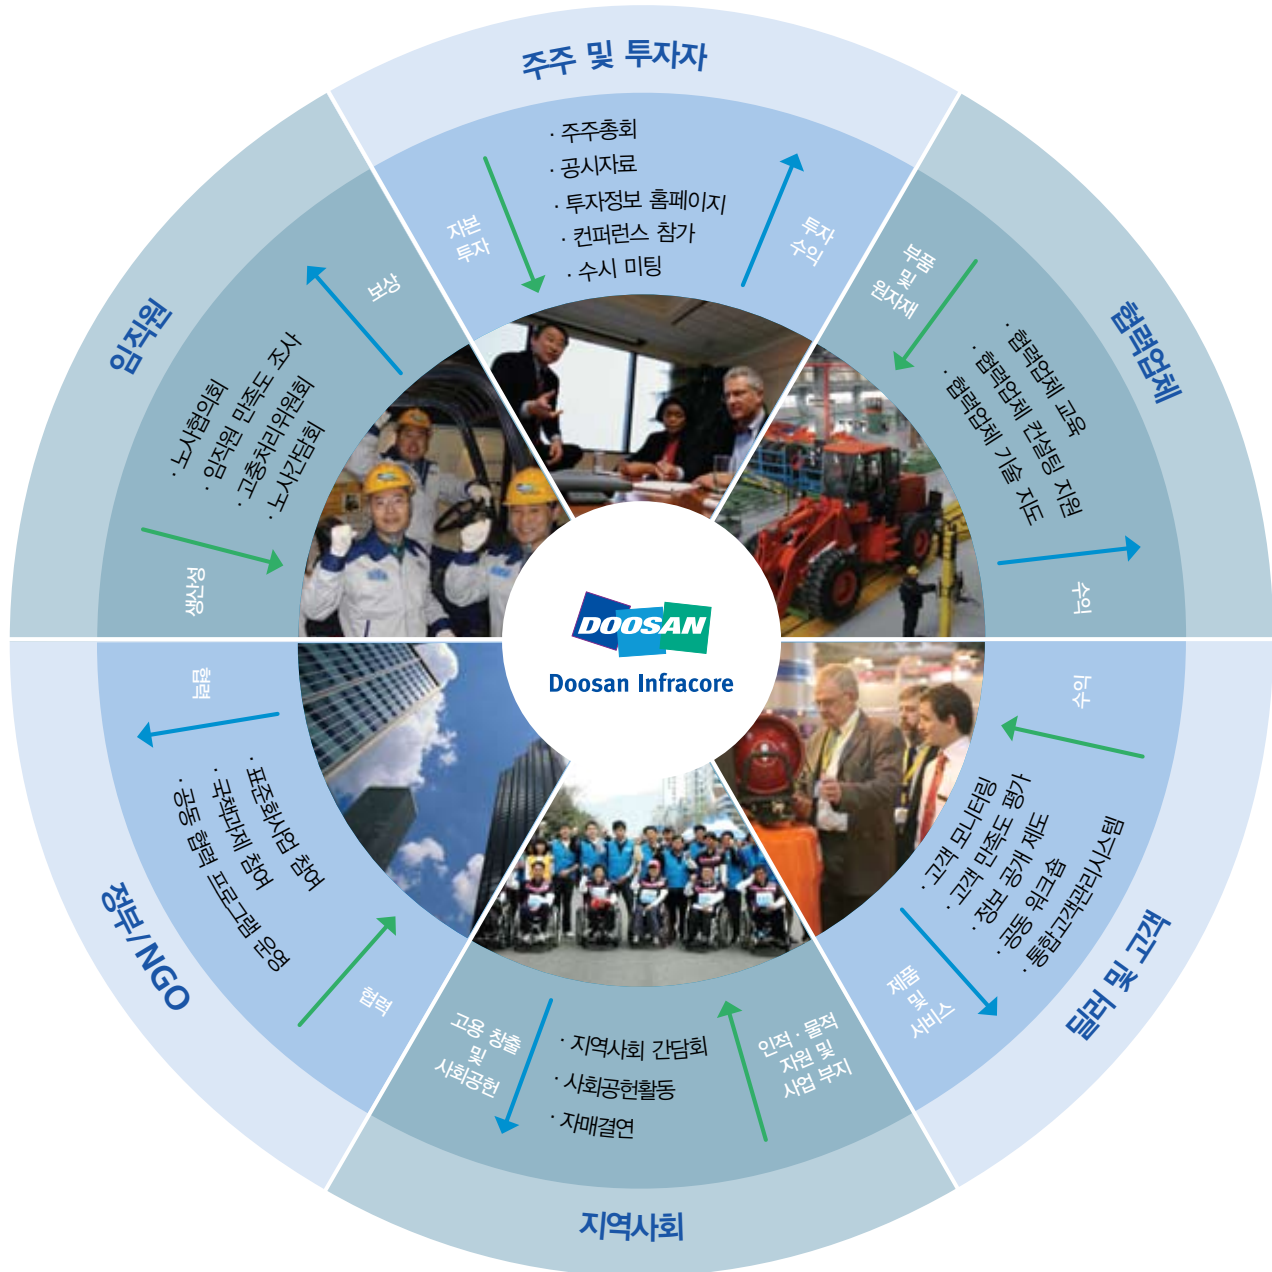 주주 및 투자자
· 주주총회
· 공시자료
· 투자정보 홈페이지
· 컨퍼런스 참가
· 수시 미팅
자본
투자
투자
수익
협력업체
부품
및
원자재
· 협력업체 교육
· 협력업체 컨설팅 지원
· 협력업체 기술 지도
수익
딜러 및 고객
수익
· 고객 모니터링
· 고객 만족도 평가
· 정보 공개 제도
· 공동 워크숍
· 통합고객관리시스템
제품
및
서비스
지역사회
인적 · 물적
자원 및
사업 부지
· 지역사회 간담회
· 사회공헌활동
· 자매결연
고용 창출
및
사회공헌
정부/NGO
협력
· 표준화사업 참여
· 국책과제 참여
· 공동 협력 프로그램 운영
협력
임직원
보상
· 노사협의회
· 임직원 만족도 조사
· 고충처리위원회
· 노사간담회
생산성
DOOSAN
Doosan Infracore